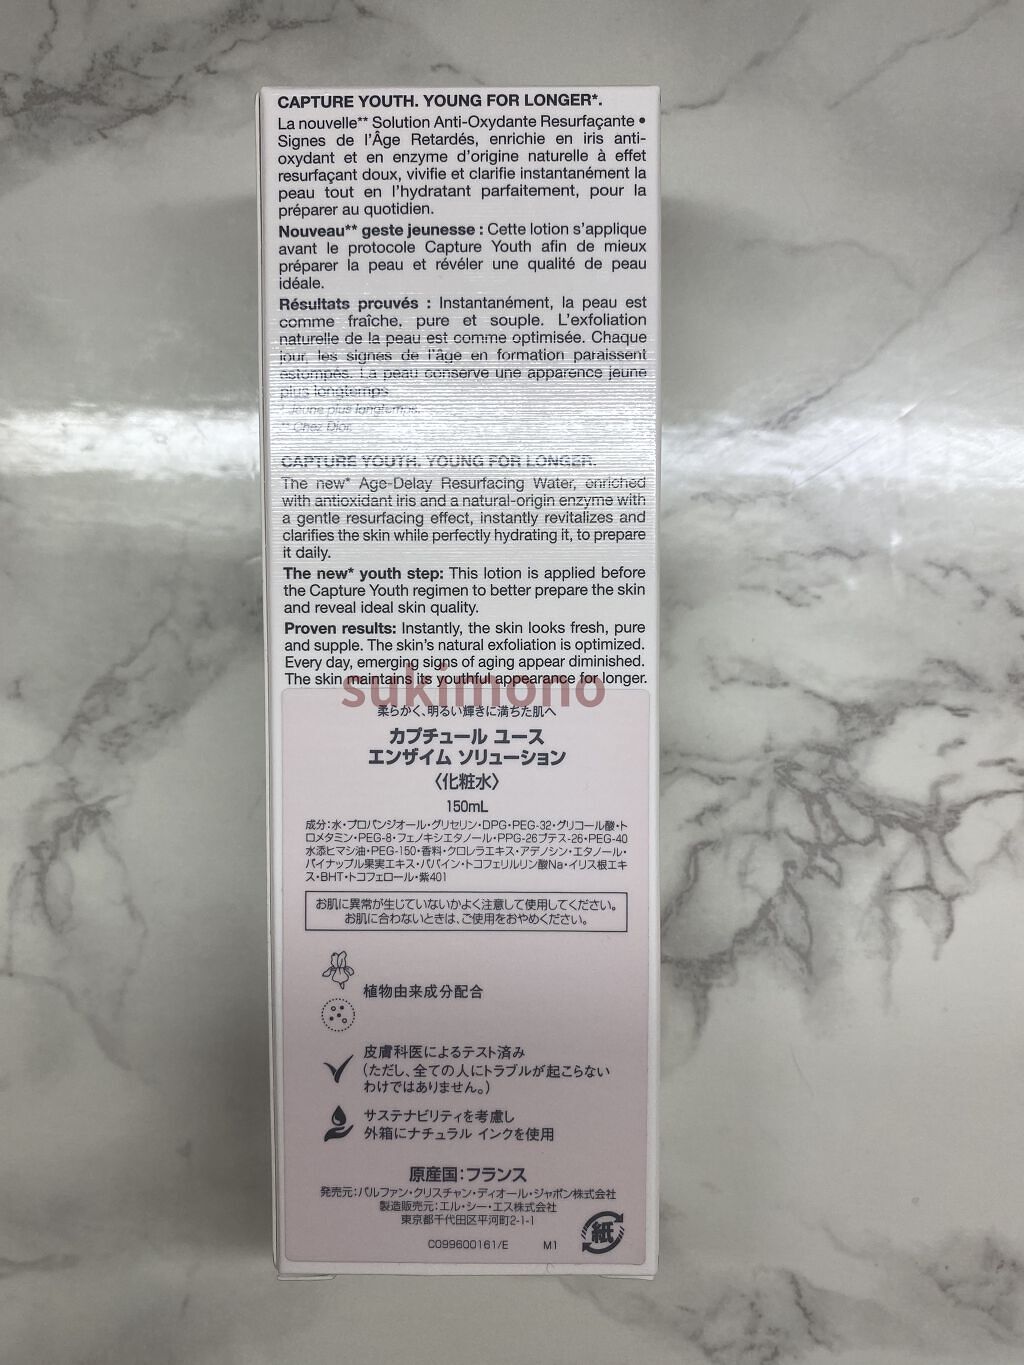 CAPTURE YOUTH. YOUNG FOR LONGER*.
La nouvelle** Solution Anti-Oxydante Resurfaçante •
Signes de l'Âge Retardés, enrichie en iris anti-
oxydant et en enzyme d'origine naturelle à effet
resurfaçant doux, vivifie et clarifie instantanément la
peau tout en l'hydratant parfaitement, pour la
préparer au quotidien.
Nouveau** geste jeunesse : Cette lotion s'applique
avant le protocole Capture Youth afin de mieux
préparer la peau et révéler une qualité de peau
idéale.
Résultats prouvés : Instantanément, la peau est
comme fraîche, pure et souple. L'exfoliation
naturelle de la peau est comme optimisée. Chaque
jour, les signes de l'âge en formation paraissent
estompés. La peau conserve une apparence jeune
plus longtemps.
* Jeune plus longtemps.
** Chez Dior.
CAPTURE YOUTH. YOUNG FOR LONGER.
The new* Age-Delay Resurfacing Water, enriched
with antioxidant iris and a natural-origin enzyme with
a gentle resurfacing effect, instantly revitalizes and
clarifies the skin while perfectly hydrating it, to prepare
it daily.
The new* youth step: This lotion is applied before
the Capture Youth regimen to better prepare the skin
and reveal ideal skin quality.
Proven results: Instantly, the skin looks fresh, pure
and supple. The skin's natural exfoliation is optimized.
Every day, emerging signs of aging appear diminished.
The skin maintains its youthful appearance for longer.
sukimono
柔らかく、明るい輝きに満ちた肌へ
カプチュール ユース
エンザイム ソリューション
〈化粧水〉
150mL
成分：水・プロパンジオール・グリセリン・DPG・PEG-32・グリコール酸・ト
ロメタミン・PEG-8・フェノキシエタノール・PPG-26ブテス-26・PEG-40
水添ヒマシ油・PEG-150・香料・クロレラエキス・アデノシン・エタノール・
パイナップル果実エキス・パパイン・トコフェリルリン酸Na・イリス根エキ
ス・BHT・トコフェロール・紫401
お肌に異常が生じていないかよく注意して使用してください。
お肌に合わないときは、ご使用をおやめください。
植物由来成分配合
皮膚科医によるテスト済み
（ただし、全ての人にトラブルが起こらない
わけではありません。）
サステナビリティを考慮し
外箱にナチュラル インクを使用
原産国：フランス
発売元：パルファン・クリスチャン・ディオール・ジャポン株式会社
製造販売元：エル・シー・エス株式会社
東京都千代田区平河町2-1-1
C099600161/E M1
紙